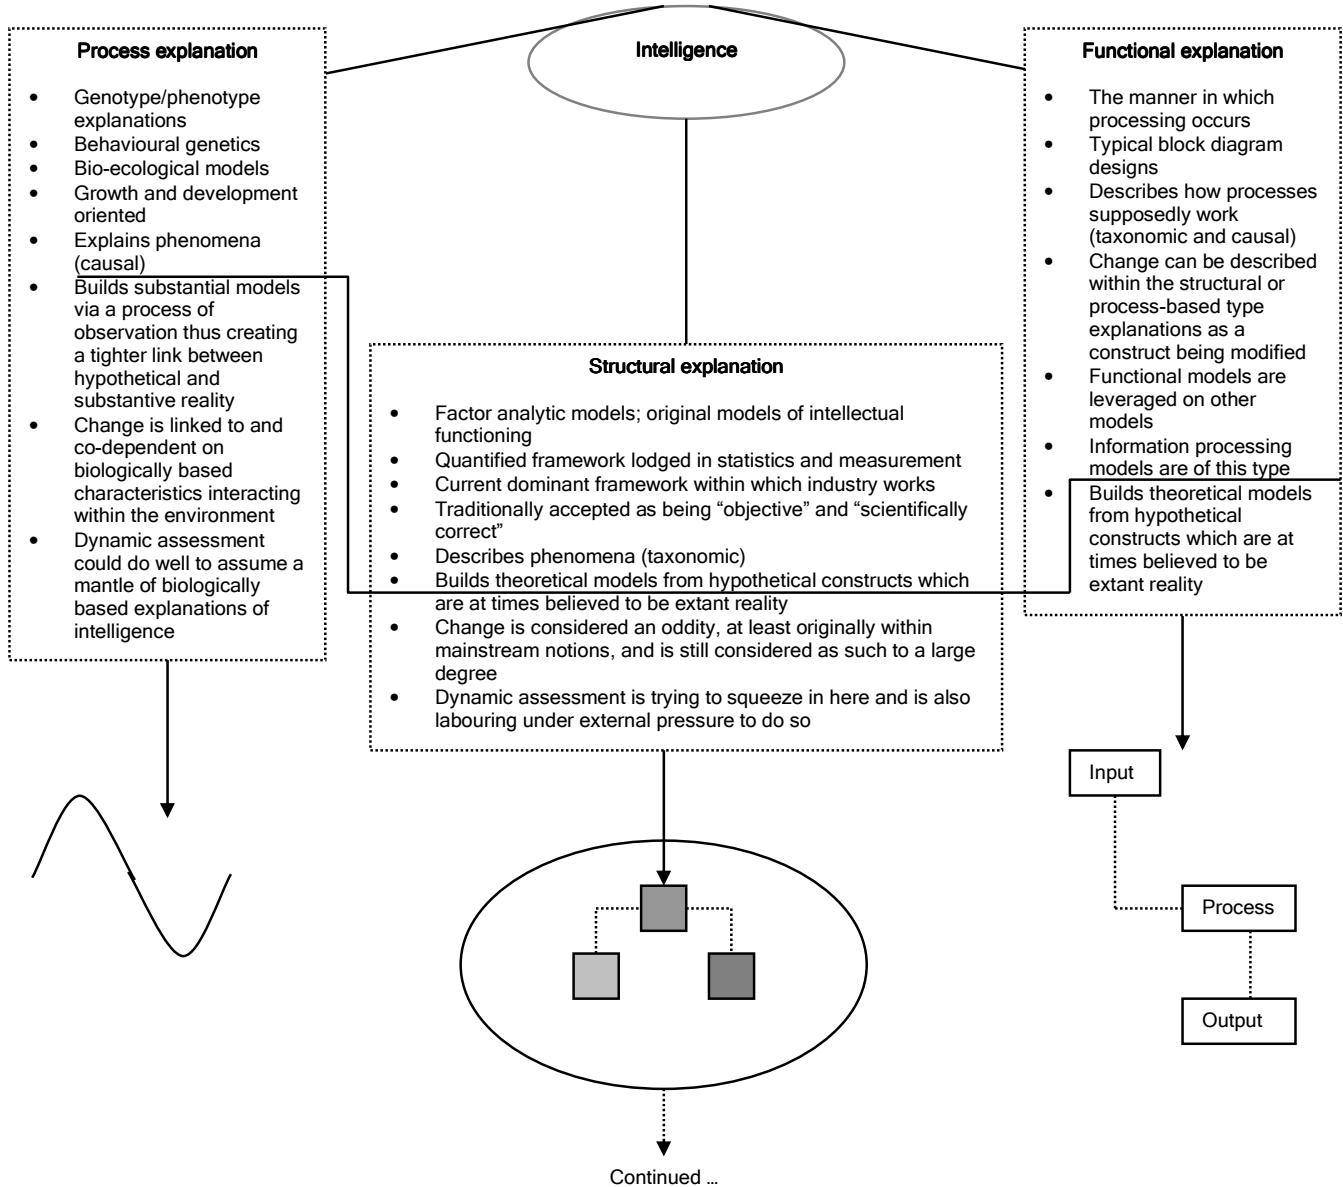 Intelligence
Process explanation
• Genotype/phenotype
explanations
• Behavioural genetics
• Bio-ecological models
• Growth and development
oriented
• Explains phenomena
(causal)
• Builds substantial models
via a process of
observation thus creating
a tighter link between
hypothetical and
substantive reality
• Change is linked to and
co-dependent on
biologically based
characteristics interacting
within the environment
• Dynamic assessment
could do well to assume a
mantle of biologically
based explanations of
intelligence
Structural explanation
• Factor analytic models; original models of intellectual
functioning
• Quantified framework lodged in statistics and measurement
• Current dominant framework within which industry works
• Traditionally accepted as being “objective” and “scientifically
correct”
• Describes phenomena (taxonomic)
• Builds theoretical models from hypothetical constructs which
are at times believed to be extant reality
• Change is considered an oddity, at least originally within
mainstream notions, and is still considered as such to a large
degree
• Dynamic assessment is trying to squeeze in here and is also
labouring under external pressure to do so
Functional explanation
• The manner in which
processing occurs
• Typical block diagram
designs
• Describes how processes
supposedly work
(taxonomic and causal)
• Change can be described
within the structural or
process-based type
explanations as a
construct being modified
• Functional models are
leveraged on other
models
• Information processing
models are of this type
• Builds theoretical models
from hypothetical
constructs which are at
times believed to be
extant reality
Input
Process
Output
Continued ...